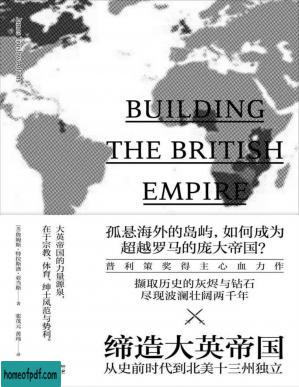 BUILDING
THE BRITISH
EMPIRE
孤悬海外的岛屿，如何成为
超越罗马的庞大帝国？
普利策奖得主心血力作
撷取历史的灰烬与钻石
尽现波澜壮阔两千年
缔造大英帝国
从史前时代到北美十三州独立
大英帝国的力量源泉，
在于宗教、体育、绅士风范与势利。
homeofpdf.com